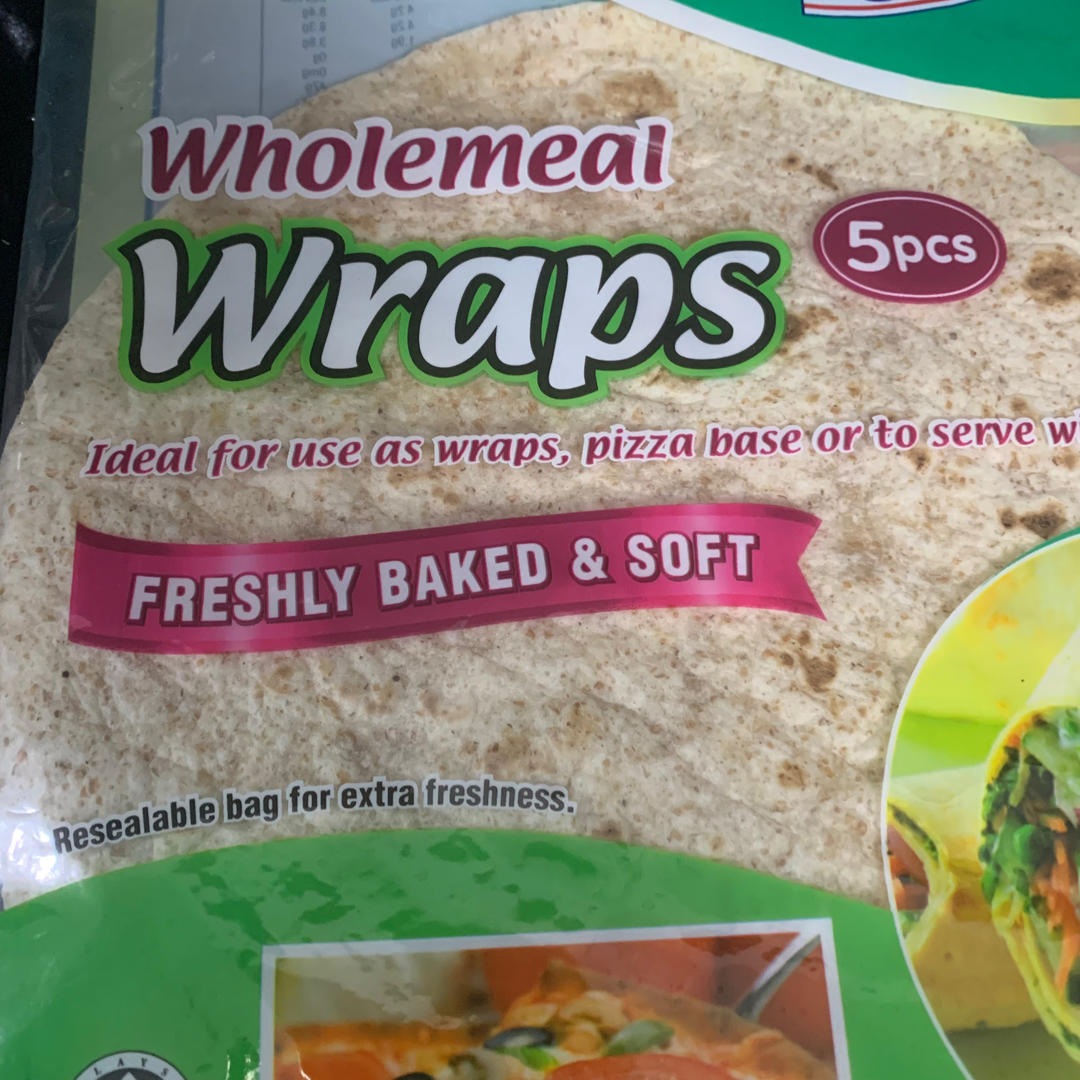 Wholemeal
Wraps
5pcs
Ideal for use as wraps, pizza base or to serve
FRESHLY BAKED & SOFT
Resealable bag for extra freshness.